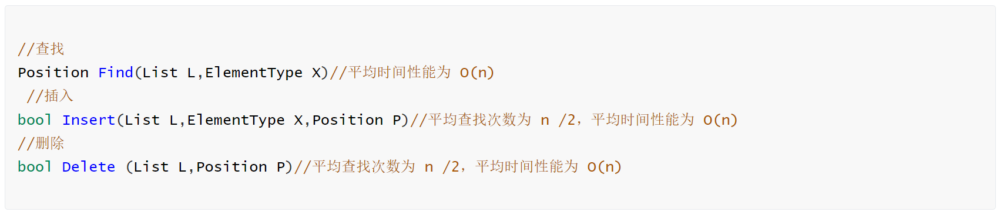 //查找
Position Find(List L,ElementType X)//平均时间性能为 O(n)
//插入
bool Insert(List L,ElementType X,Position P)//平均查找次数为 n /2，平均时间性能为 O(n)
//删除
bool Delete (List L,Position P)//平均查找次数为 n /2，平均时间性能为 O(n)